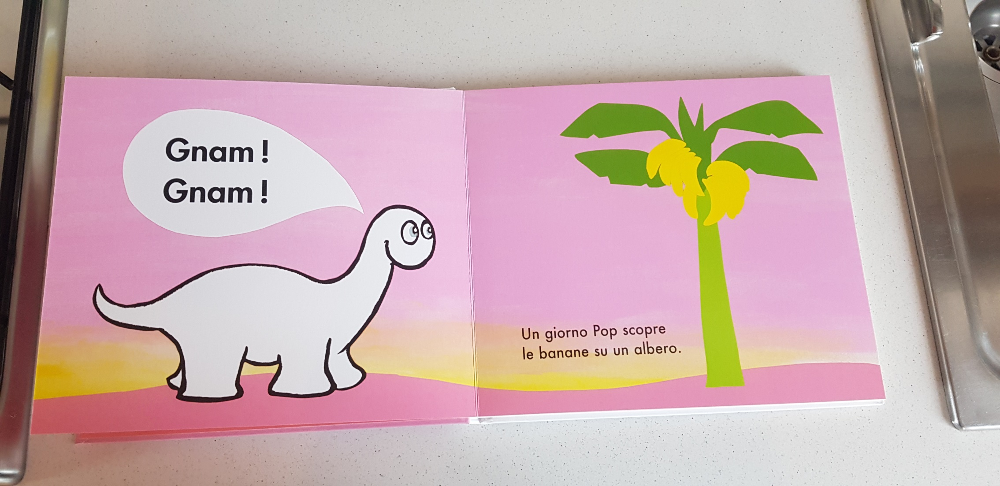 Gnam !
Gnam !
Un giorno Pop scopre
le banane su un albero.